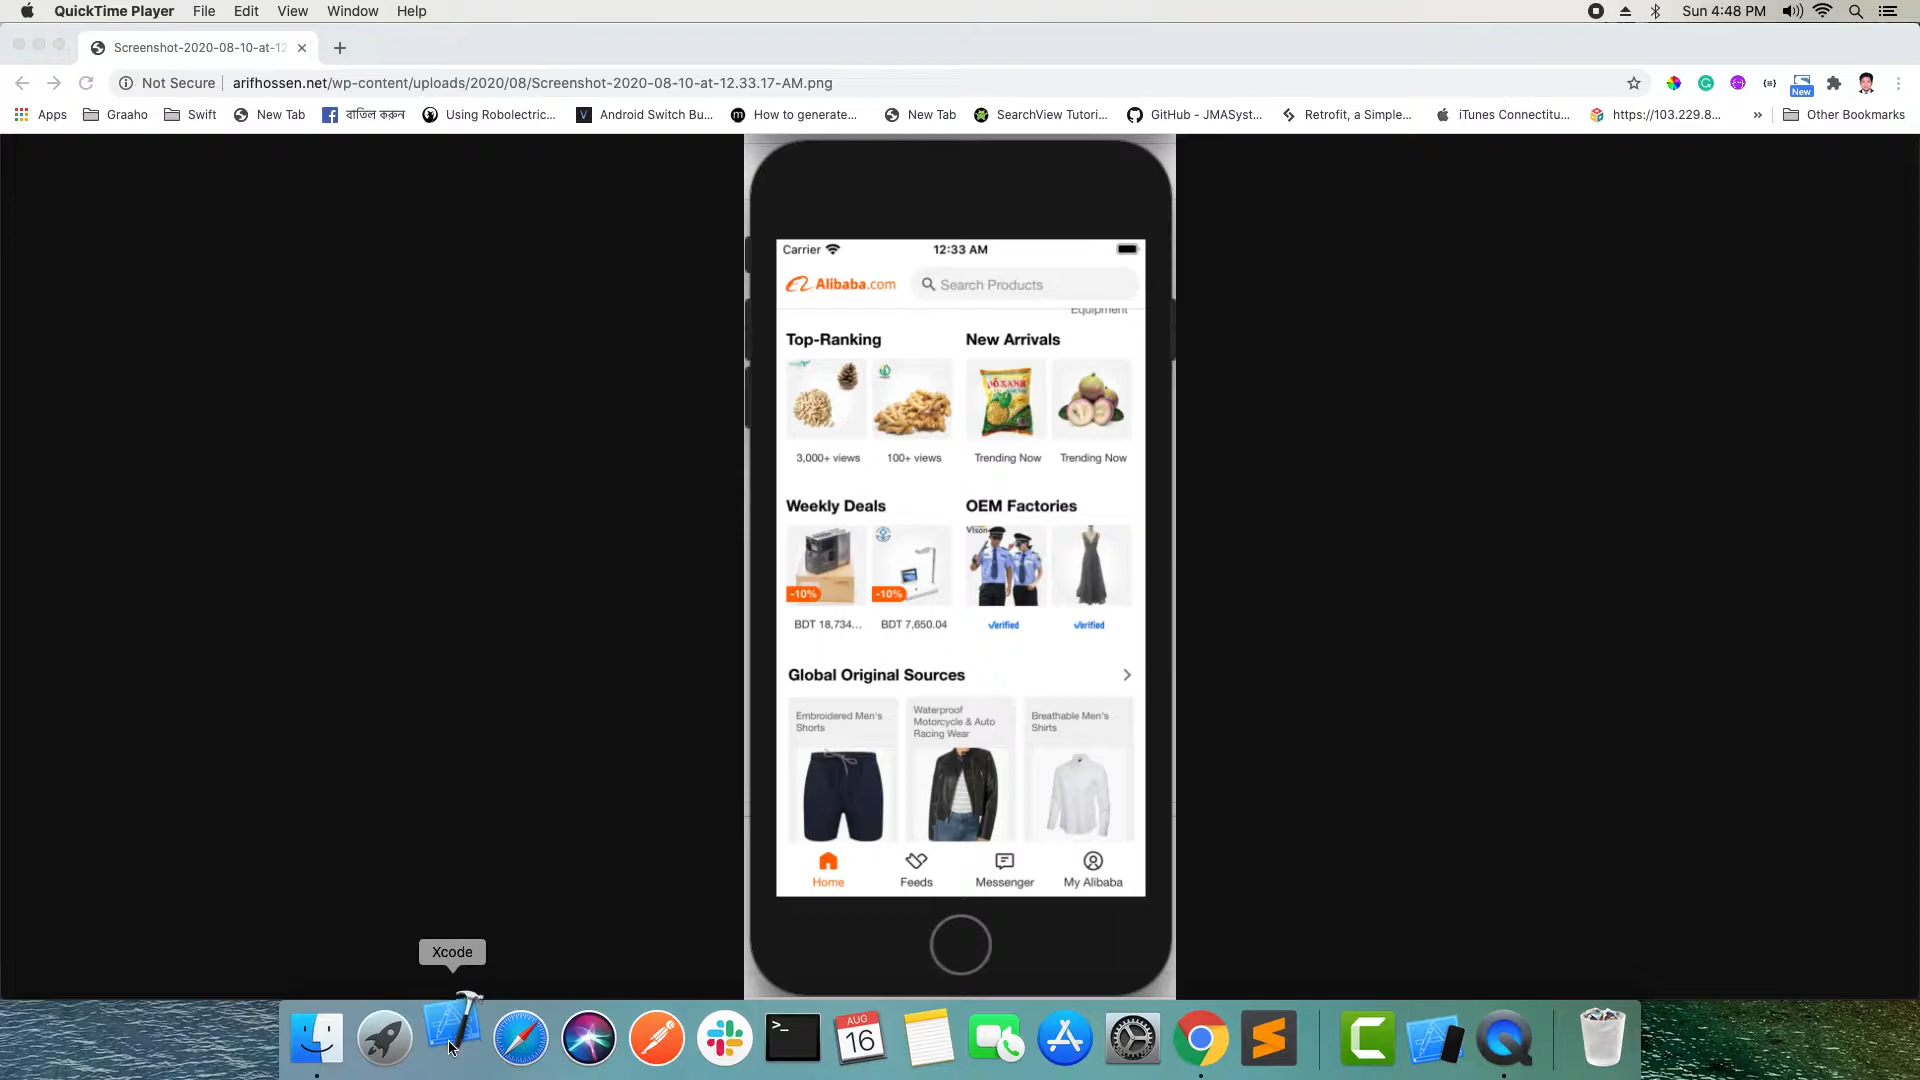 QuickTime Player File Edit View Window Help Sun 4:48 PM
Screenshot-2020-08-10-at-12
Not Secure arifhossen.net/wp-content/uploads/2020/08/Screenshot-2020-08-10-at-12.33.17-AM.png
New
Apps Graaho Swift New Tab বাতিল করুন Using Robolectric... Android Switch Bu... How to generate... New Tab SearchView Tutori... GitHub - JMASyst... Retrofit, a Simple... iTunes Connectitu... https://103.229.8... » Other Bookmarks
Carrier 12:33 AM
Alibaba.com Search Products
Equipment
Top-Ranking New Arrivals
ĐỖ XANH
3,000+ views 100+ views Trending Now Trending Now
Weekly Deals OEM Factories
Vison
-10% -10%
BDT 18,734... BDT 7,650.04 Verified Verified
Global Original Sources
Embroidered Men's Shorts
Waterproof Motorcycle & Auto Racing Wear
Breathable Men's Shirts
Home Feeds Messenger My Alibaba
Xcode
AUG
16